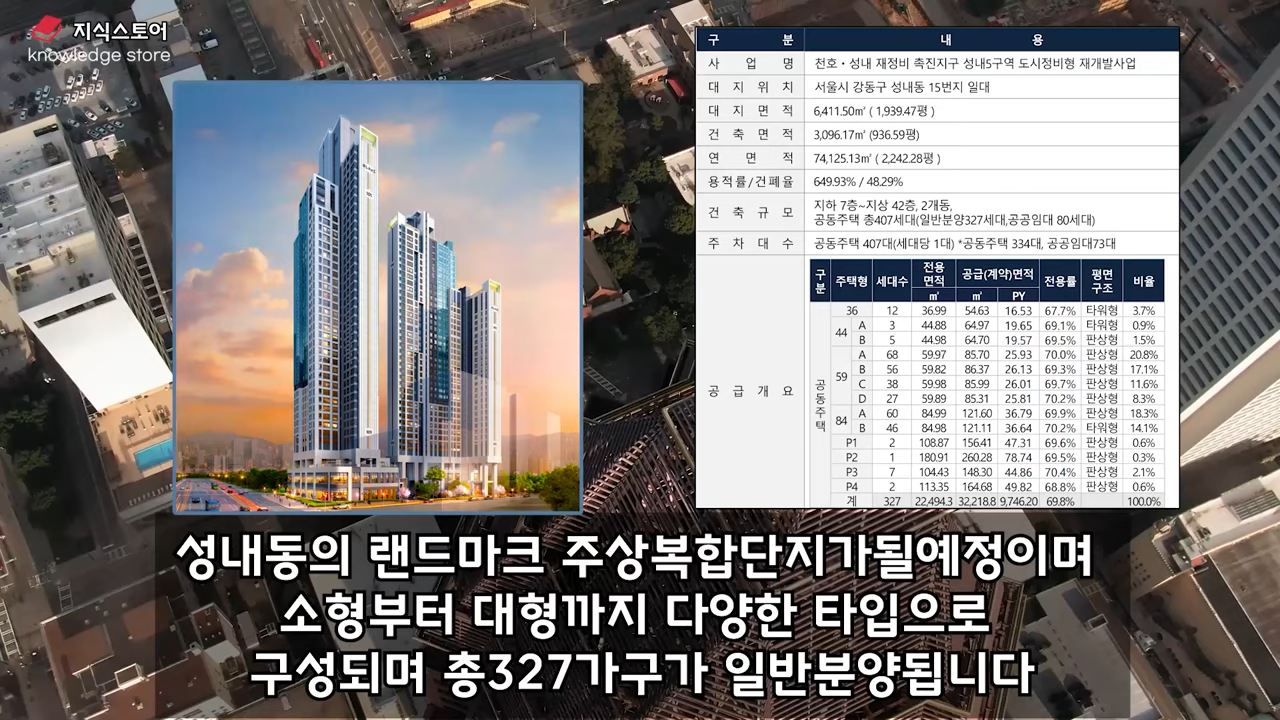 지식스토어
knowledge store
구 분 내 용
사 업 명 천호・성내 재정비 촉진지구 성내5구역 도시정비형 재개발사업
대 지 위 치 서울시 강동구 성내동 15번지 일대
대 지 면 적 6,411.50㎡ ( 1,939.47평 )
건 축 면 적 3,096.17㎡ (936.59평)
연 면 적 74,125.13㎡ ( 2,242.28평 )
용적률/건폐율 649.93% / 48.29%
건 축 규 모 지하 7층~지상 42층, 2개동,
공동주택 총407세대(일반분양327세대,공공임대 80세대)
주 차 대 수 공동주택 407대(세대당 1대) *공동주택 334대, 공공임대73대
공 급 개 요
구분 주택형 세대수 전용면적 공급(계약)면적 전용률 평면구조 비율
㎡ ㎡ PY
공동주택
36 12 36.99 54.63 16.53 67.7% 타워형 3.7%
44 A 3 44.88 64.97 19.65 69.1% 타워형 0.9%
B 5 44.98 64.70 19.57 69.5% 판상형 1.5%
59 A 68 59.97 85.70 25.93 70.0% 판상형 20.8%
B 56 59.82 86.37 26.13 69.3% 판상형
C 38 59.98 85.99 26.01 69.7% 판상형
D 27 59.89 85.31 25.81 70.2% 판상형 8.3%
84 A 60 84.99 121.60 36.79 69.9% 판상형 18.3%
B 46 84.98 121.11 36.64 70.2% 타워형 14.1%
P1 2 108.87 156.41 47.31 69.6% 판상형 0.6%
P2 1 180.91 260.28 78.74 69.5% 판상형 0.3%
P3 7 104.43 148.30 44.86 70.4% 판상형 2.1%
P4 2 113.35 164.68 49.82 68.8% 판상형 0.6%
계 327 22,494.3 32,218.8 9,746.20 69.8% 100.0%
성내동의 랜드마크 주상복합단지가될예정이며
소형부터 대형까지 다양한 타입으로
구성되며 총327가구가 일반분양됩니다